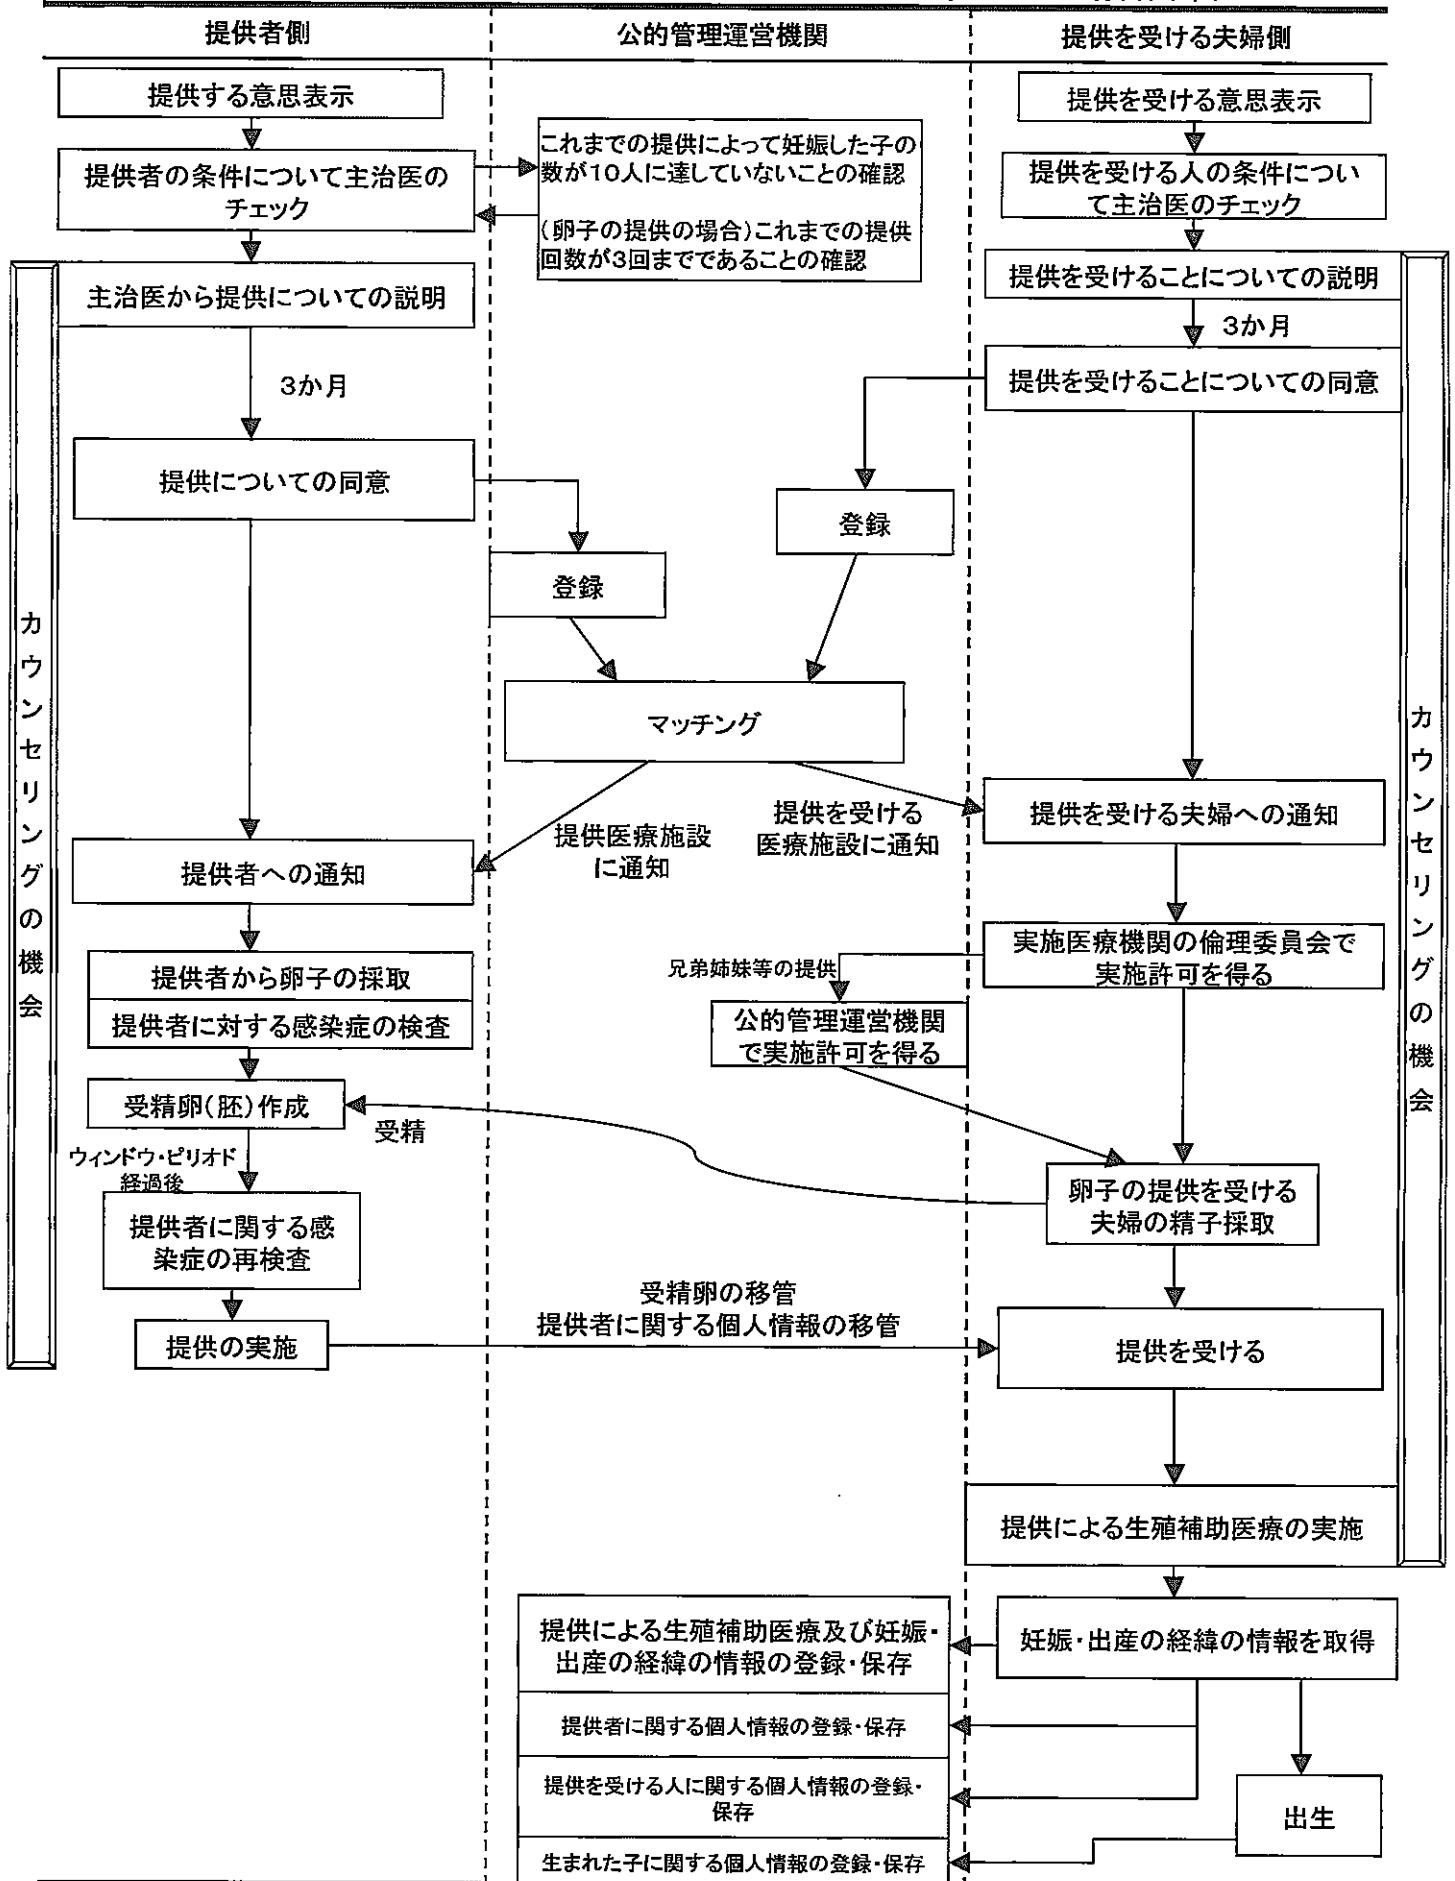 提供者側
公的管理運営機関
提供を受ける夫婦側
提供する意思表示
提供を受ける意思表示
提供者の条件について主治医の
チェック
これまでの提供によって妊娠した子の
数が10人に達していないことの確認
(卵子の提供の場合)これまでの提供
回数が3回までであることの確認
提供を受ける人の条件につい
て主治医のチェック
主治医から提供についての説明
提供を受けることについての説明
3か月
3か月
提供を受けることについての同意
提供についての同意
登録
登録
カウンセリングの機会
カウンセリングの機会
マッチング
提供医療施設
に通知
提供を受ける
医療施設に通知
提供を受ける夫婦への通知
提供者への通知
実施医療機関の倫理委員会で
実施許可を得る
兄弟姉妹等の提供
公的管理運営機関
で実施許可を得る
提供者から卵子の採取
提供者に対する感染症の検査
受精卵(胚)作成
受精
ウィンドウ・ピリオド
経過後
卵子の提供を受ける
夫婦の精子採取
提供者に関する感
染症の再検査
受精卵の移管
提供者に関する個人情報の移管
提供の実施
提供を受ける
提供による生殖補助医療の実施
提供による生殖補助医療及び妊娠・
出産の経緯の情報の登録・保存
妊娠・出産の経緯の情報を取得
提供者に関する個人情報の登録・保存
提供を受ける人に関する個人情報の登録・
保存
出生
生まれた子に関する個人情報の登録・保存